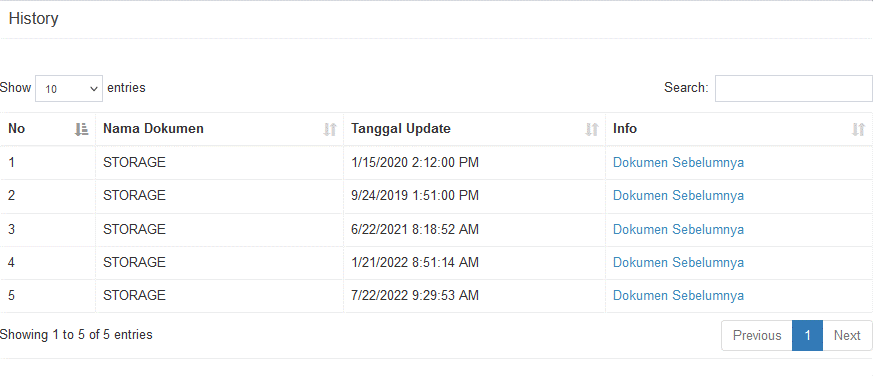 History
Show 10 entries Search:
No Nama Dokumen Tanggal Update Info
1 STORAGE 1/15/2020 2:12:00 PM Dokumen Sebelumnya
2 STORAGE 9/24/2019 1:51:00 PM Dokumen Sebelumnya
3 STORAGE 6/22/2021 8:18:52 AM Dokumen Sebelumnya
4 STORAGE 1/21/2022 8:51:14 AM Dokumen Sebelumnya
5 STORAGE 7/22/2022 9:29:53 AM Dokumen Sebelumnya
Showing 1 to 5 of 5 entries Previous 1 Next